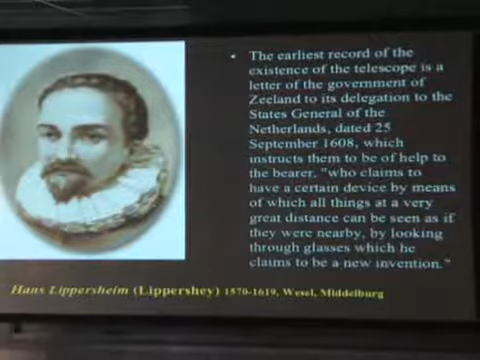 • The earliest record of the
existence of the telescope is a
letter of the government of
Zeeland to its delegation to the
States General of the
Netherlands, dated 25
September 1608, which
instructs them to be of help to
the bearer, "who claims to
have a certain device by means
of which all things at a very
great distance can be seen as if
they were nearby, by looking
through glasses which he
claims to be a new invention."
Hans Lippersheim (Lippershey) 1570-1619, Wesel, Middelburg